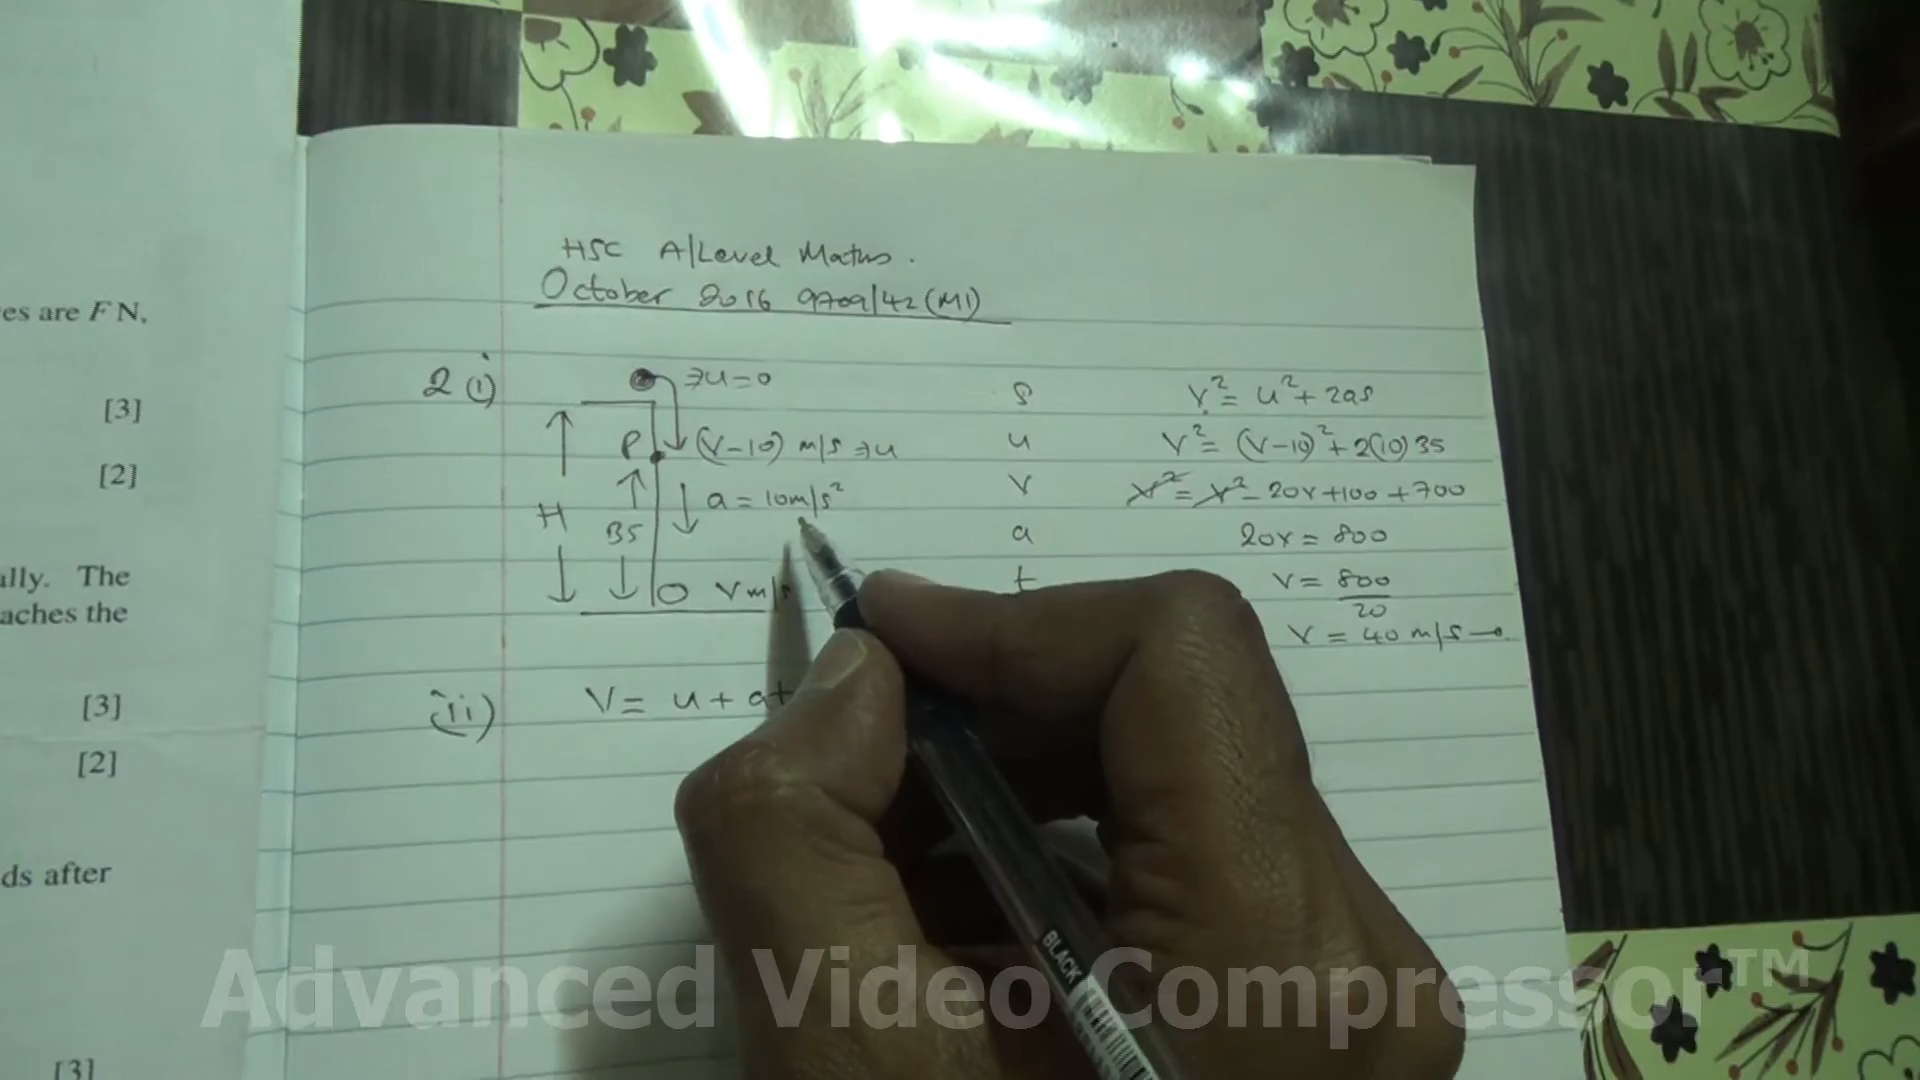 es are F N,
[3]
[2]
ally. The
aches the
[3]
[2]
ds after
[3]
HSC A/Level Maths.
October 2016 9709/42 (M1)
2 (i)
⇒ u = 0
P (V-10) m/s ⇒ u
a = 10m/s²
H
35
O V m/s
s
u
v
a
t
V² = u² + 2as
V² = (V-10)² + 2(10)35
V² = V² - 20V + 100 + 700
20V = 800
V = 800
20
V = 40 m/s
(ii) V = u + at
BLACK
Advanced Video Compressor™